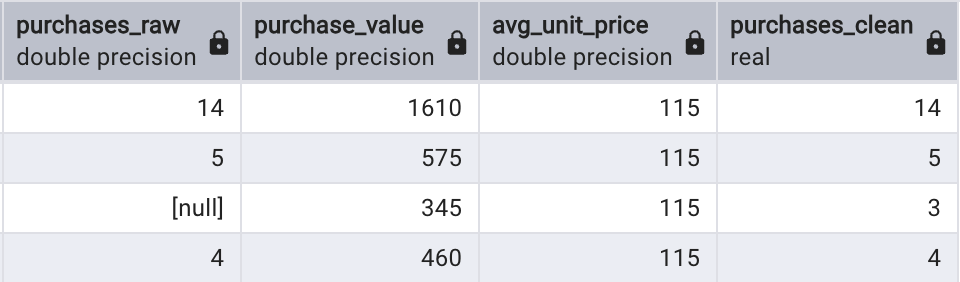 purchases_raw purchase_value avg_unit_price purchases_clean
double precision double precision double precision real
14 1610 115 14
5 575 115 5
[null] 345 115 3
4 460 115 4